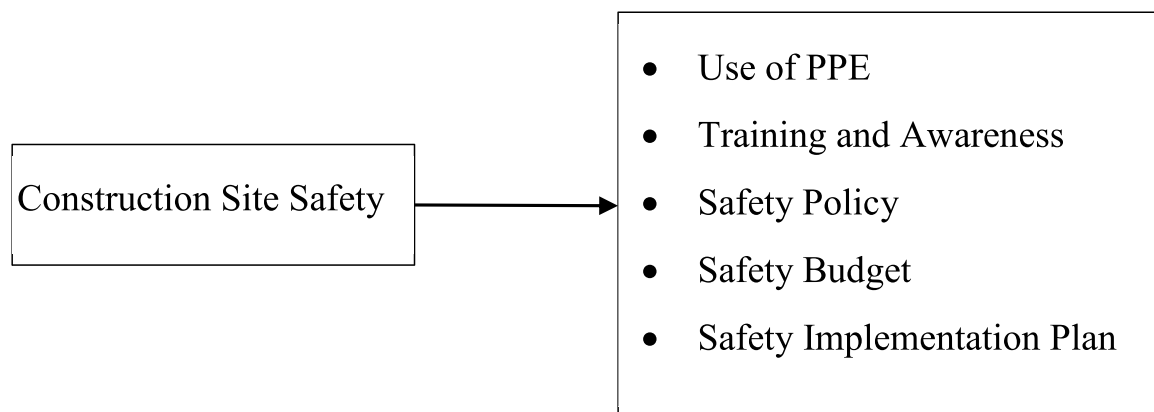 Construction Site Safety
• Use of PPE
• Training and Awareness
• Safety Policy
• Safety Budget
• Safety Implementation Plan